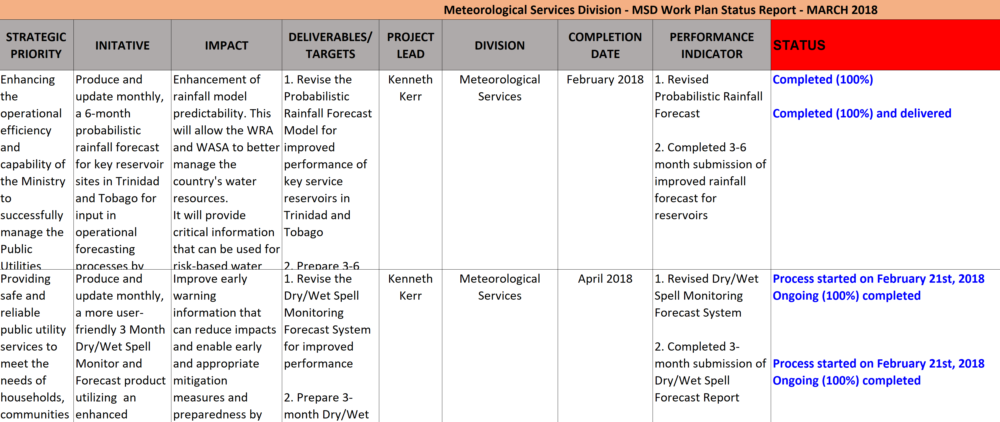 Meteorological Services Division - MSD Work Plan Status Report - MARCH 2018
STRATEGIC
PRIORITY
INITATIVE
IMPACT
DELIVERABLES/
TARGETS
PROJECT
LEAD
DIVISION
COMPLETION
DATE
PERFORMANCE
INDICATOR
STATUS
Enhancing
the
operational
efficiency
and
capability of
the Ministry
to
successfully
manage the
Public
Utilities
Produce and
update monthly,
a 6-month
probabilistic
rainfall forecast
for key reservoir
sites in Trinidad
and Tobago for
input in
operational
forecasting
processes by
Enhancement of
rainfall model
predictability. This
will allow the WRA
and WASA to better
manage the
country's water
resources.
It will provide
critical information
that can be used for
risk-based water
1. Revise the
Probabilistic
Rainfall Forecast
Model for
improved
performance of
key service
reservoirs in
Trinidad and
Tobago
2. Prepare 3-6
Kenneth
Kerr
Meteorological
Services
February 2018
1. Revised
Probabilistic Rainfall
Forecast
2. Completed 3-6
month submission of
improved rainfall
forecast for
reservoirs
Completed (100%)
Completed (100%) and delivered
Providing
safe and
reliable
public utility
services to
meet the
needs of
households,
communities
Produce and
update monthly,
a more user-
friendly 3 Month
Dry/Wet Spell
Monitor and
Forecast product
utilizing  an
enhanced
Improve early
warning
information that
can reduce impacts
and enable early
and appropriate
mitigation
measures and
preparedness by
1. Revise the
Dry/Wet Spell
Monitoring
Forecast System
for improved
performance
2. Prepare 3-
month Dry/Wet
Kenneth
Kerr
Meteorological
Services
April 2018
1. Revised Dry/Wet
Spell Monitoring
Forecast System
2. Completed 3-
month submission of
Dry/Wet Spell
Forecast Report
Process started on February 21st, 2018
Ongoing (100%) completed
Process started on February 21st, 2018
Ongoing (100%) completed